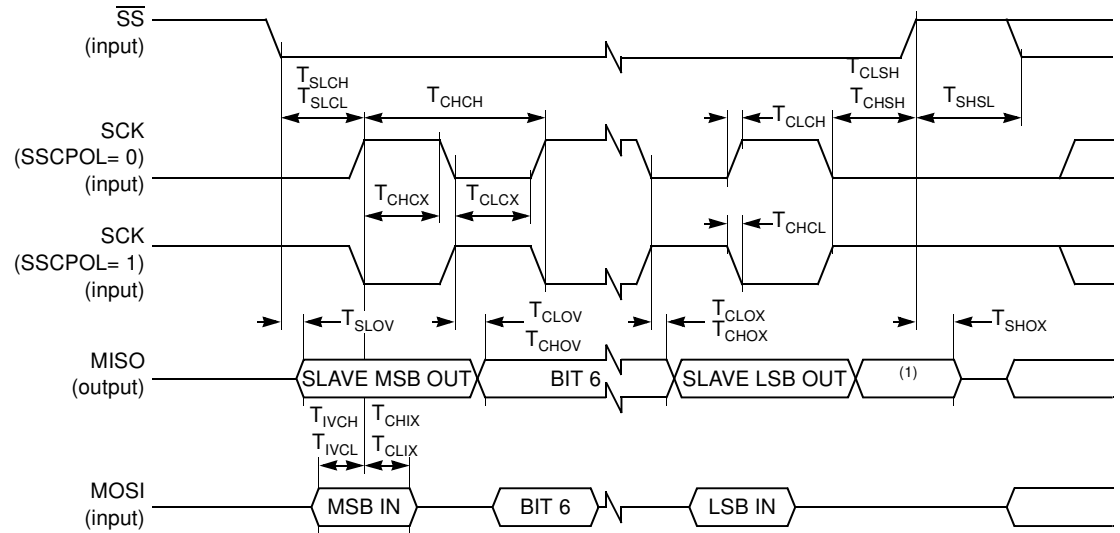 SS
(input)
T_SLCH
T_SLCL
T_CHCH
T_CLCH
T_CLSH
T_CHSH
T_SHSL
SCK
(SSCPOL= 0)
(input)
T_CHCX
T_CLCX
T_CHCL
SCK
(SSCPOL= 1)
(input)
T_SLOV
T_CLOV
T_CHOV
T_CLOX
T_CHOX
T_SHOX
MISO
(output)
SLAVE MSB OUT
BIT 6
SLAVE LSB OUT
(1)
T_IVCH
T_IVCL
T_CHIX
T_CLIX
MOSI
(input)
MSB IN
BIT 6
LSB IN